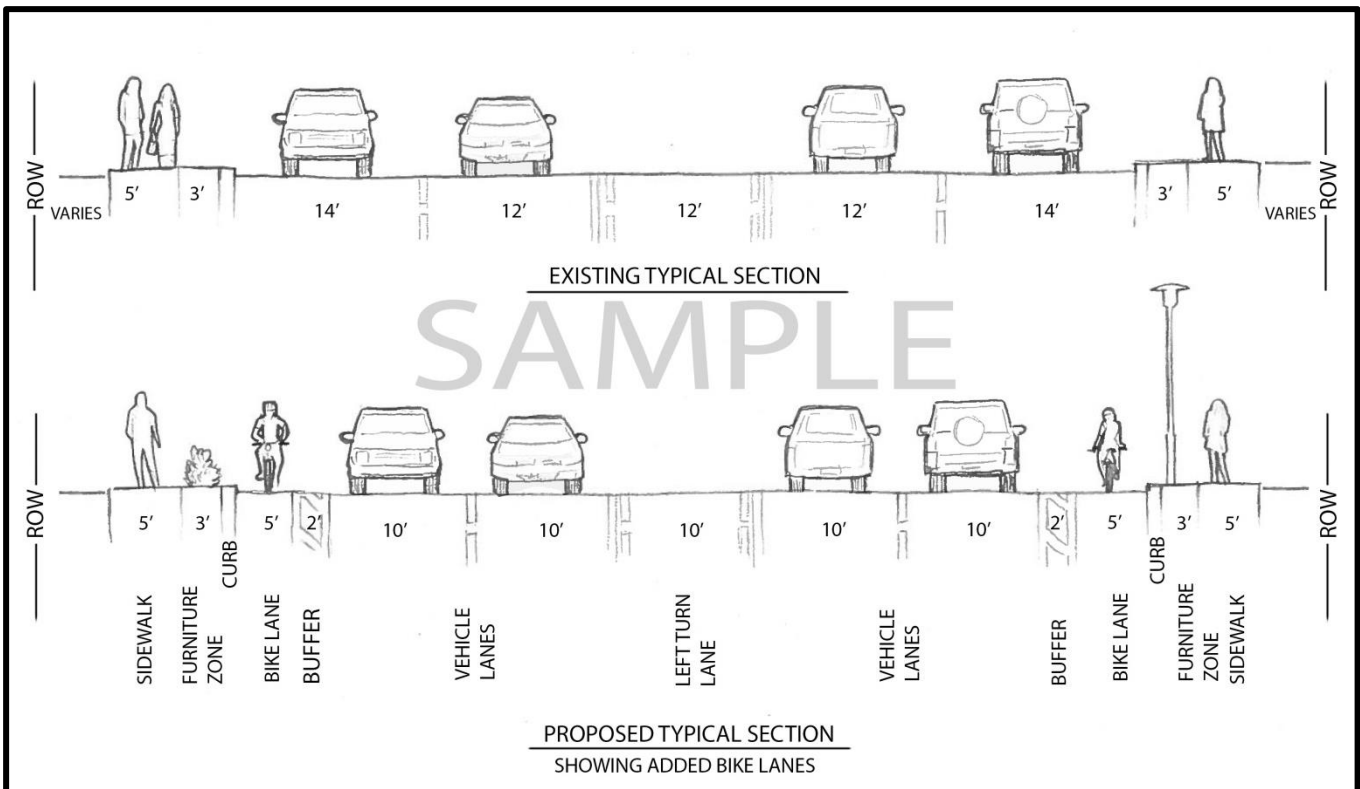 ROW
VARIES
5' 3' 14' 12' 12' 12' 14' 3' 5'
VARIES
ROW
EXISTING TYPICAL SECTION
SAMPLE
ROW
5' 3' 5' 2' 10' 10' 10' 10' 10' 2' 5' 3' 5'
ROW
SIDEWALK
FURNITURE
ZONE
CURB
BIKE LANE
BUFFER
VEHICLE
LANES
LEFT TURN
LANE
VEHICLE
LANES
BUFFER
BIKE LANE
CURB
FURNITURE
ZONE
SIDEWALK
PROPOSED TYPICAL SECTION
SHOWING ADDED BIKE LANES